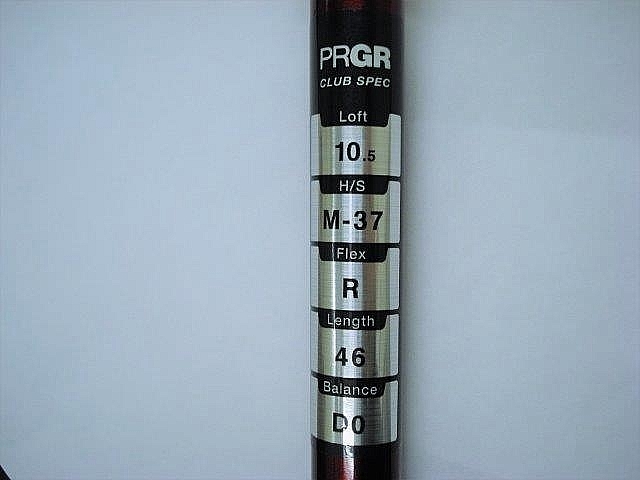 PRGR
CLUB SPEC
Loft
10.5
H/S
M-37
Flex
R
Length
46
Balance
D0